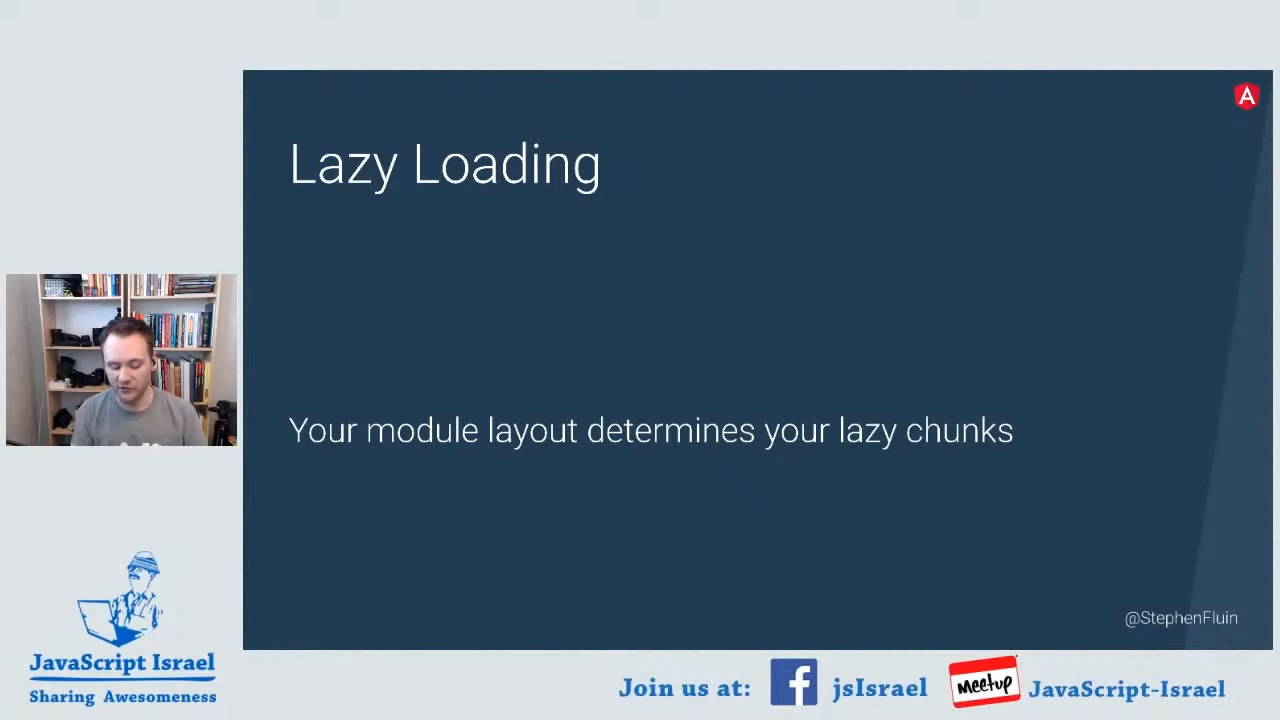 A
Lazy Loading
Your module layout determines your lazy chunks
@StephenFluin
JavaScript Israel
Sharing Awesomeness
Join us at: f jsIsrael meetup JavaScript-Israel